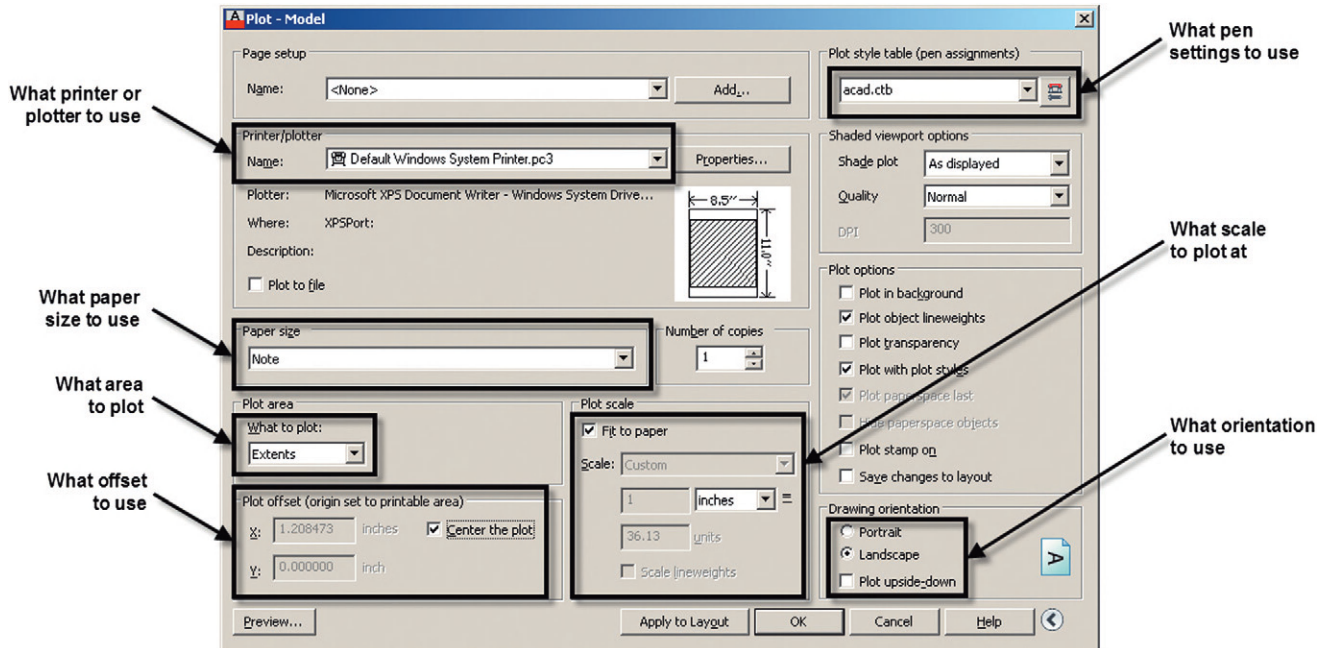 Plot - Model
What pen
settings to use
Page setup
Name: <None> Add...
Plot style table (pen assignments)
acad.ctb
What printer or
plotter to use
Printer/plotter
Name: Default Windows System Printer.pc3 Properties...
Plotter: Microsoft XPS Document Writer - Windows System Drive...
Where: XPSPort:
Description:
Plot to file
8.5″
11.0″
Shaded viewport options
Shade plot As displayed
Quality Normal
DPI 300
What scale
to plot at
What paper
size to use
Paper size
Note
Number of copies
1
Plot options
Plot in background
Plot object lineweights
Plot transparency
Plot with plot styles
Plot paperspace last
Hide paperspace objects
Plot stamp on
Save changes to layout
What area
to plot
Plot area
What to plot:
Extents
Plot scale
Fit to paper
Scale: Custom
1 inches =
36.13 units
Scale lineweights
What orientation
to use
What offset
to use
Plot offset (origin set to printable area)
X: 1.208473 inches Center the plot
Y: 0.000000 inch
Drawing orientation
Portrait
Landscape
Plot upside-down
A
Preview... Apply to Layout OK Cancel Help